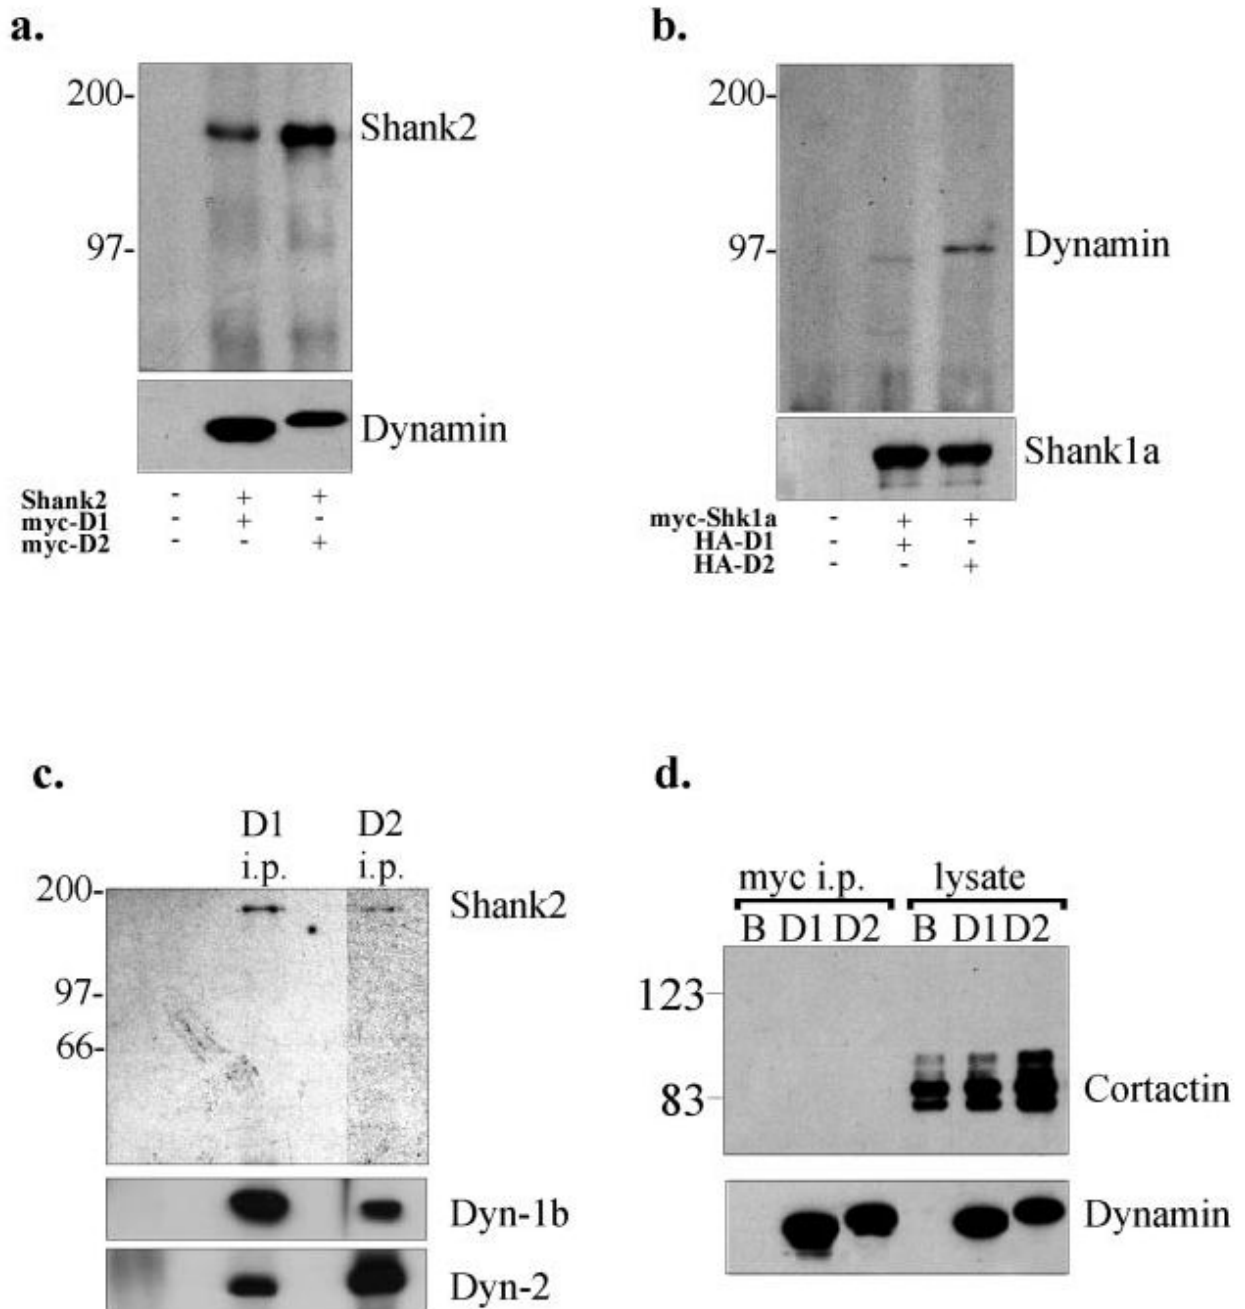 a.
200-
Shank2
97-
Dynamin
Shank2 - + +
myc-D1 - + -
myc-D2 - - +
b.
200-
97-
Dynamin
Shank1a
myc-Shk1a - + +
HA-D1 - + -
HA-D2 - - +
c.
D1 D2
i.p. i.p.
200-
Shank2
97-
66-
Dyn-1b
Dyn-2
d.
myc i.p. lysate
B D1 D2 B D1 D2
123-
83-
Cortactin
Dynamin